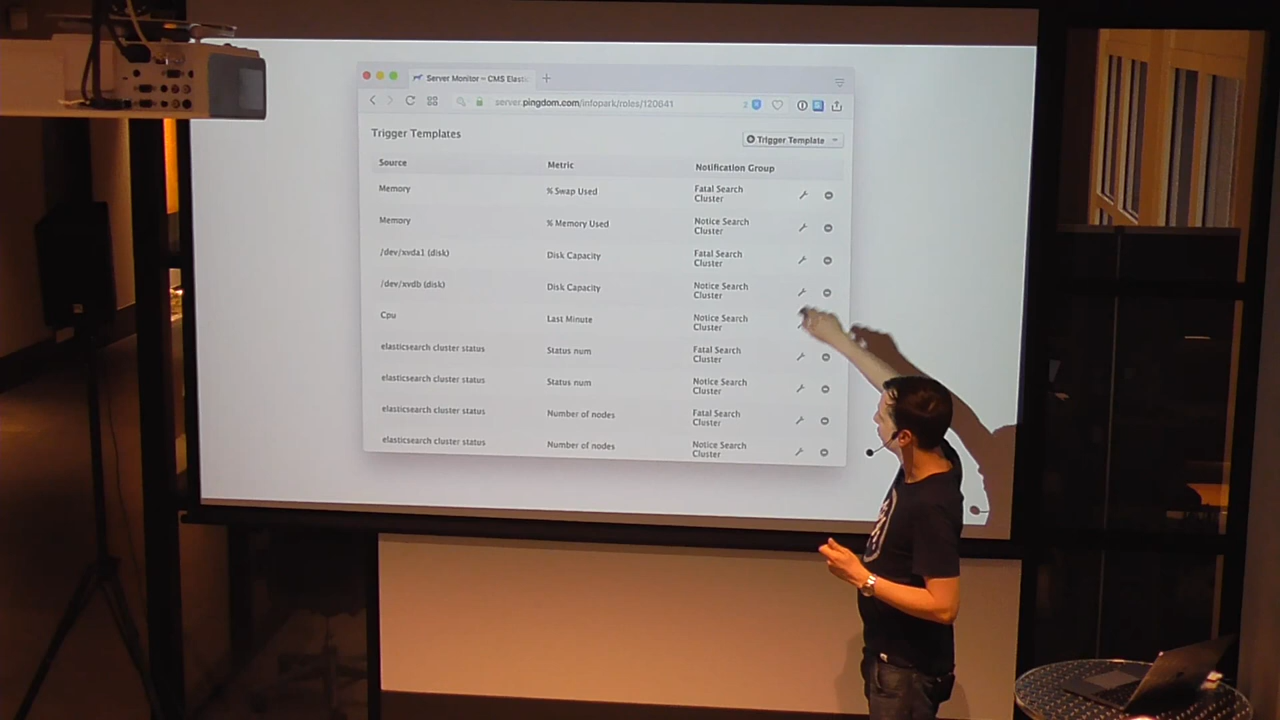 Server Monitor – CMS Elastic
server.pingdom.com/infopark/roles/120641
Trigger Templates
Trigger Template
Source Metric Notification Group
Memory % Swap Used Fatal Search
Cluster
Memory % Memory Used Notice Search
Cluster
/dev/xvda1 (disk) Disk Capacity Fatal Search
Cluster
/dev/xvdb (disk) Disk Capacity Notice Search
Cluster
Cpu Last Minute Notice Search
Cluster
elasticsearch cluster status Status num Fatal Search
Cluster
elasticsearch cluster status Status num Notice Search
Cluster
elasticsearch cluster status Number of nodes Fatal Search
Cluster
elasticsearch cluster status Number of nodes Notice Search
Cluster